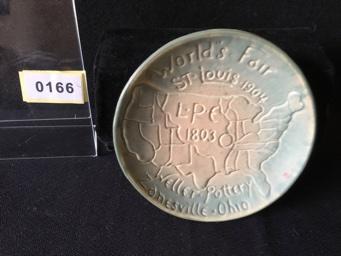 0166
World's Fair
St. Louis 1904
L.P.E
1803
Weller Pottery
Zanesville · Ohio